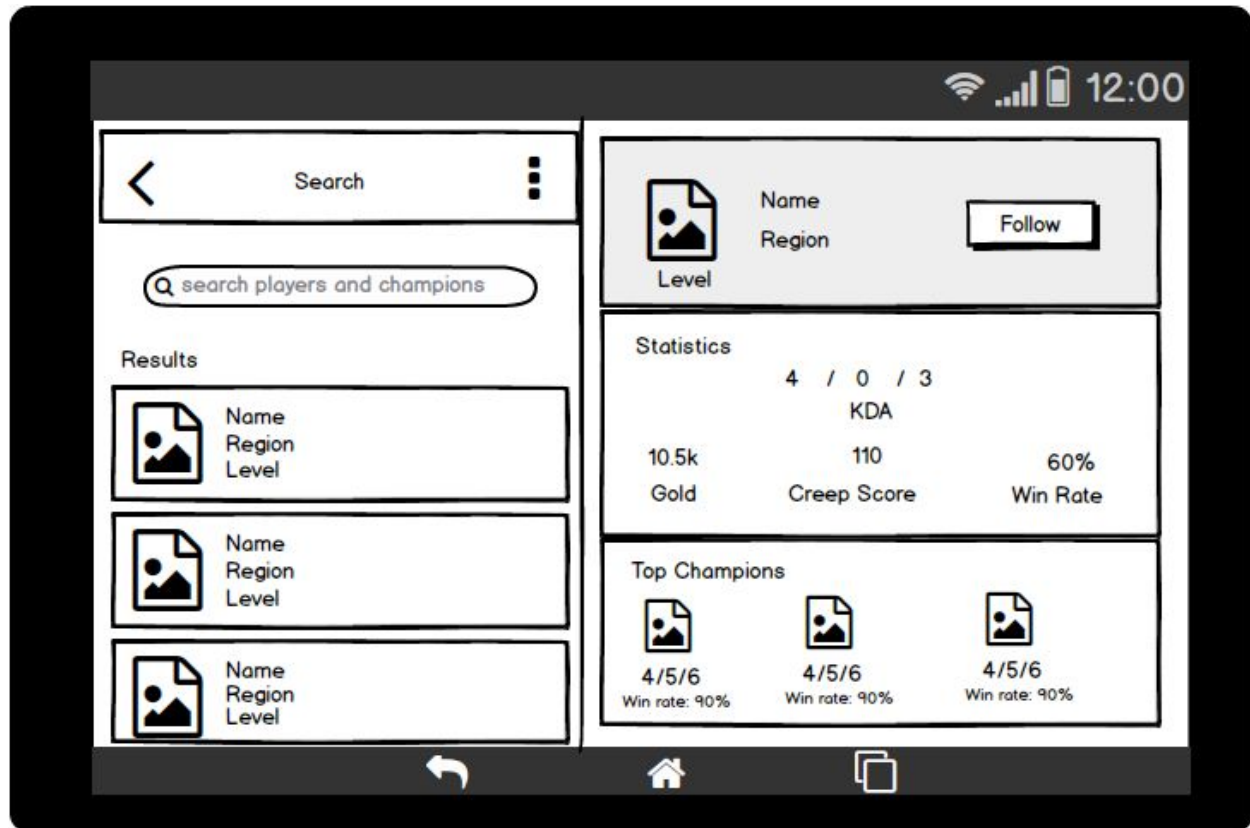 12:00
Search
search players and champions
Results
Name
Region
Level
Name
Region
Level
Name
Region
Level
Name
Region
Level
Follow
Statistics
4 / 0 / 3
KDA
10.5k 110 60%
Gold Creep Score Win Rate
Top Champions
4/5/6 4/5/6 4/5/6
Win rate: 90% Win rate: 90% Win rate: 90%